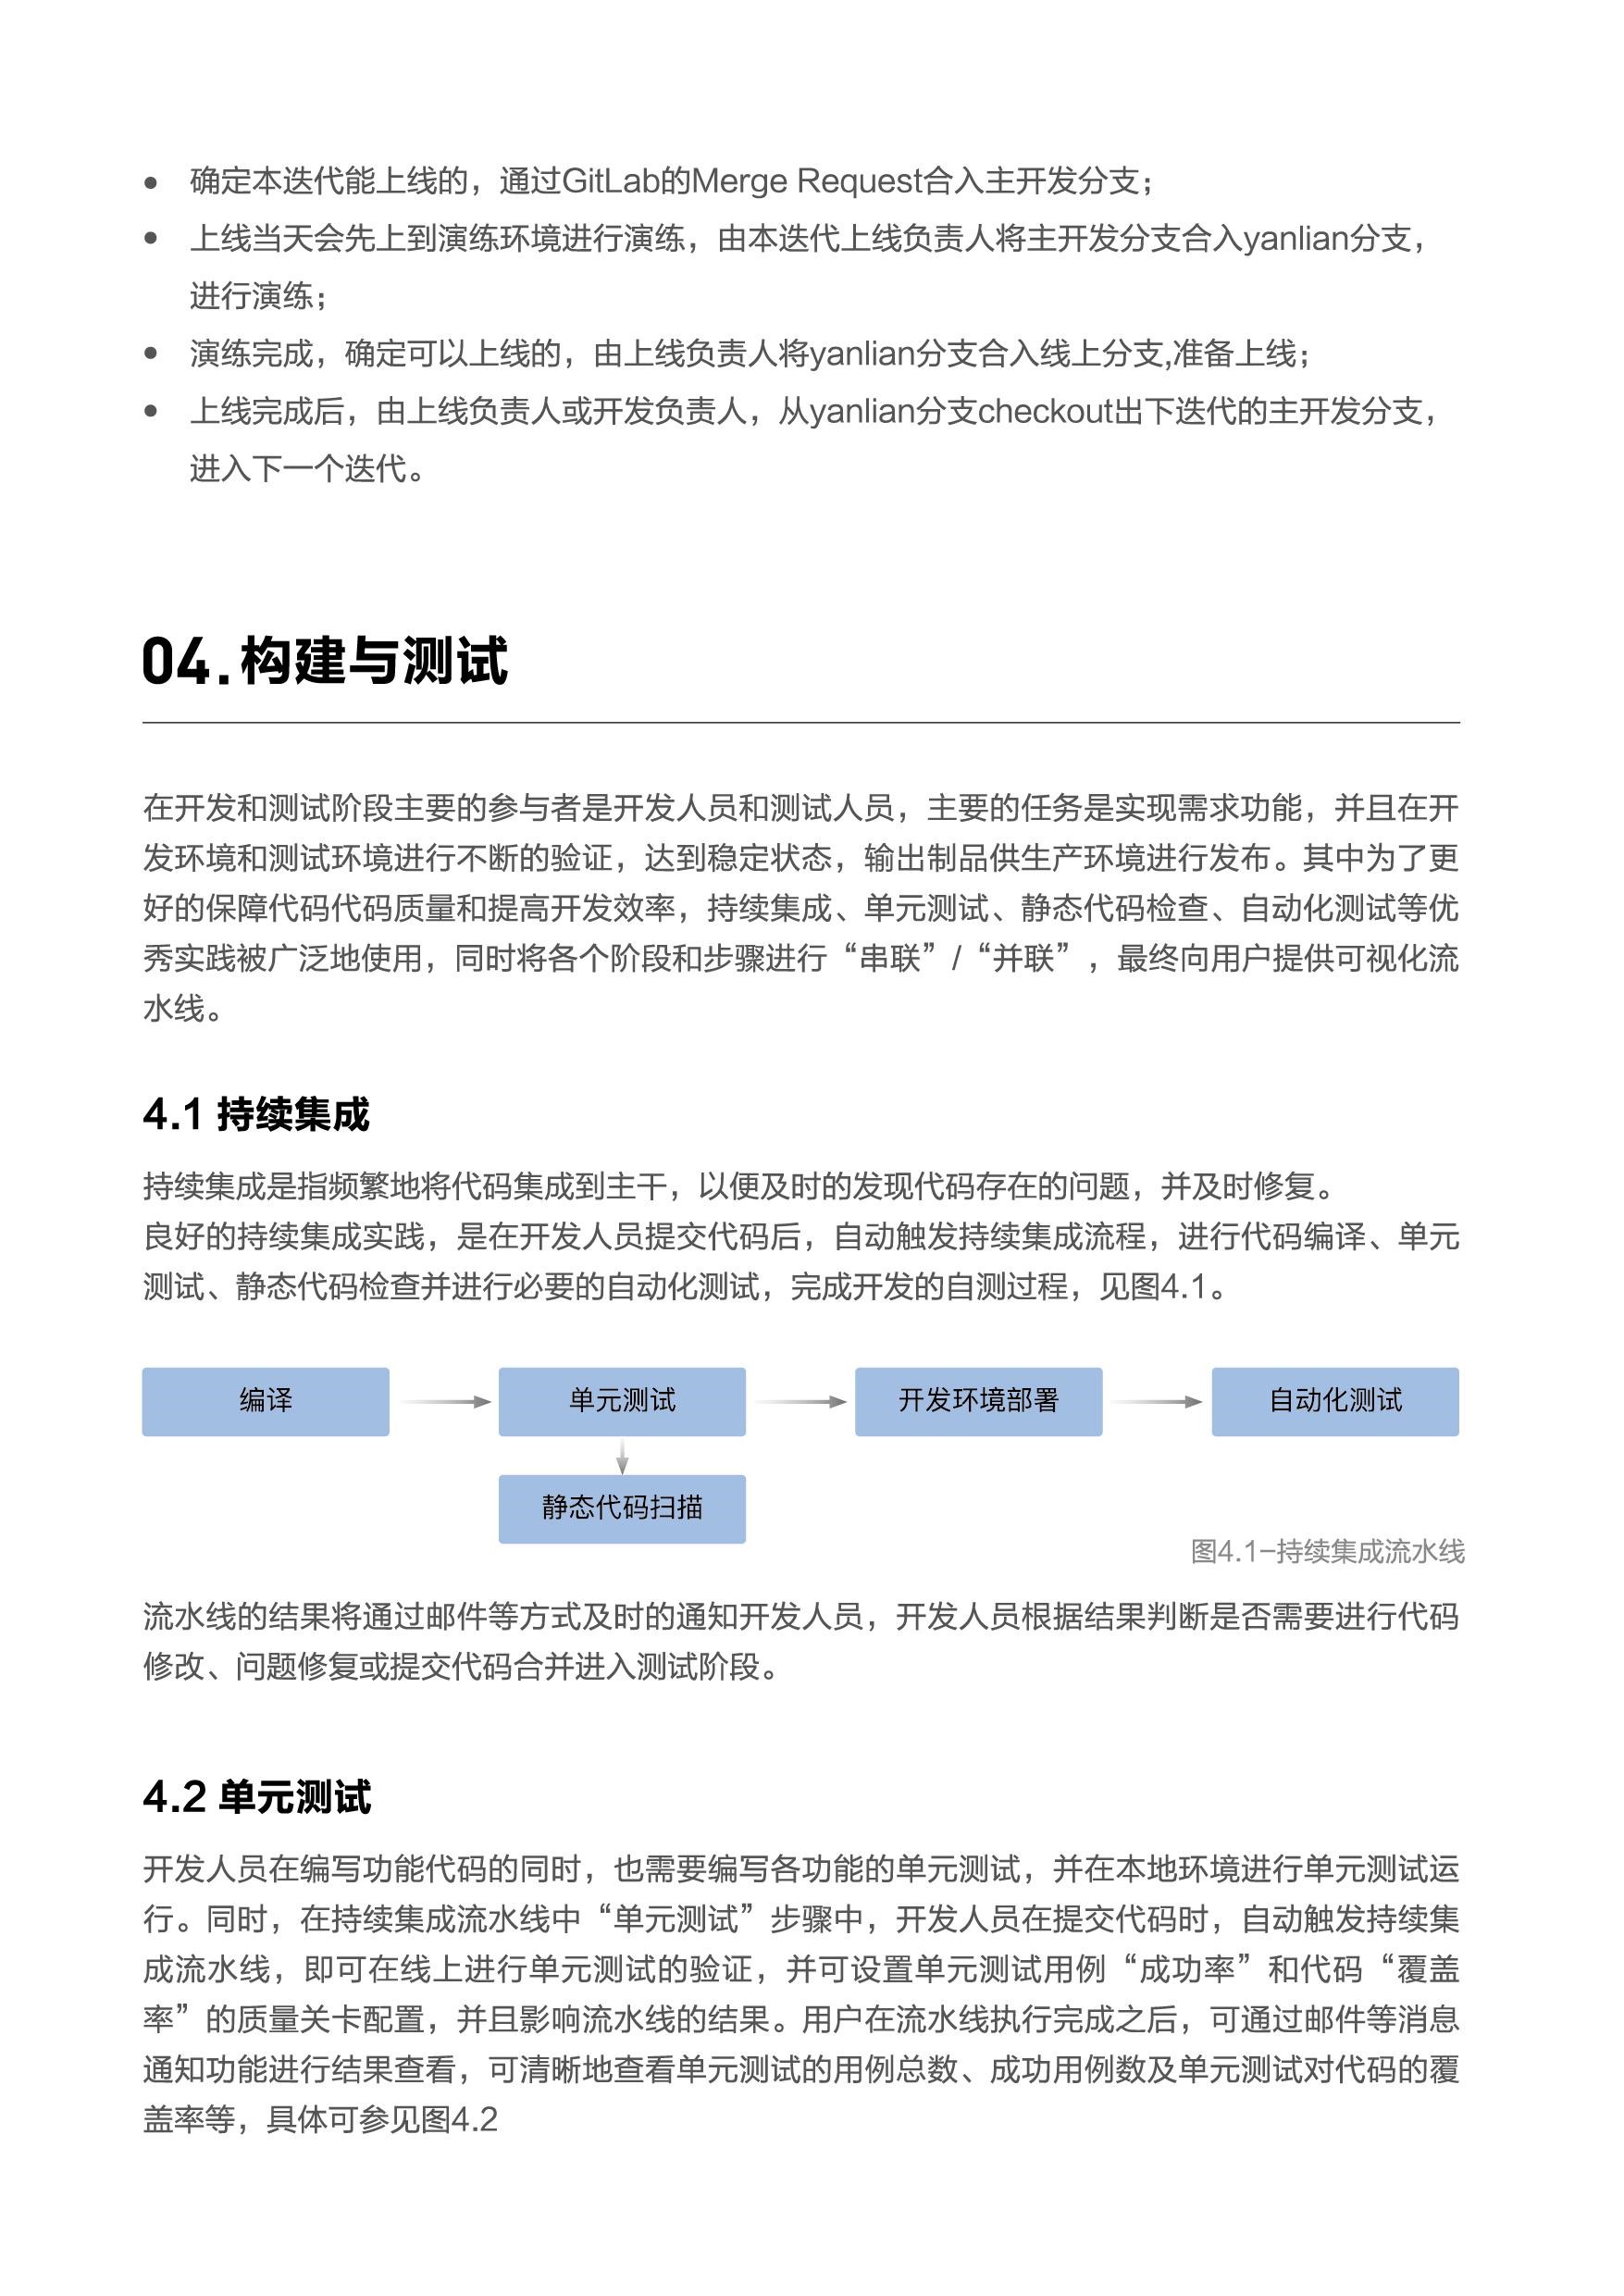 ● 确定本迭代能上线的，通过GitLab的Merge Request合入主开发分支；
● 上线当天会先上到演练环境进行演练，由本迭代上线负责人将主开发分支合入yanlian分支，
进行演练；
● 演练完成，确定可以上线的，由上线负责人将yanlian分支合入线上分支,准备上线；
● 上线完成后，由上线负责人或开发负责人，从yanlian分支checkout出下迭代的主开发分支，
进入下一个迭代。
04.构建与测试
在开发和测试阶段主要的参与者是开发人员和测试人员，主要的任务是实现需求功能，并且在开
发环境和测试环境进行不断的验证，达到稳定状态，输出制品供生产环境进行发布。其中为了更
好的保障代码代码质量和提高开发效率，持续集成、单元测试、静态代码检查、自动化测试等优
秀实践被广泛地使用，同时将各个阶段和步骤进行“串联”/“并联”，最终向用户提供可视化流
水线。
4.1 持续集成
持续集成是指频繁地将代码集成到主干，以便及时的发现代码存在的问题，并及时修复。
良好的持续集成实践，是在开发人员提交代码后，自动触发持续集成流程，进行代码编译、单元
测试、静态代码检查并进行必要的自动化测试，完成开发的自测过程，见图4.1。
编译
单元测试
开发环境部署
自动化测试
静态代码扫描
图4.1-持续集成流水线
流水线的结果将通过邮件等方式及时的通知开发人员，开发人员根据结果判断是否需要进行代码
修改、问题修复或提交代码合并进入测试阶段。
4.2 单元测试
开发人员在编写功能代码的同时，也需要编写各功能的单元测试，并在本地环境进行单元测试运
行。同时，在持续集成流水线中“单元测试”步骤中，开发人员在提交代码时，自动触发持续集
成流水线，即可在线上进行单元测试的验证，并可设置单元测试用例“成功率”和代码“覆盖
率”的质量关卡配置，并且影响流水线的结果。用户在流水线执行完成之后，可通过邮件等消息
通知功能进行结果查看，可清晰地查看单元测试的用例总数、成功用例数及单元测试对代码的覆
盖率等，具体可参见图4.2